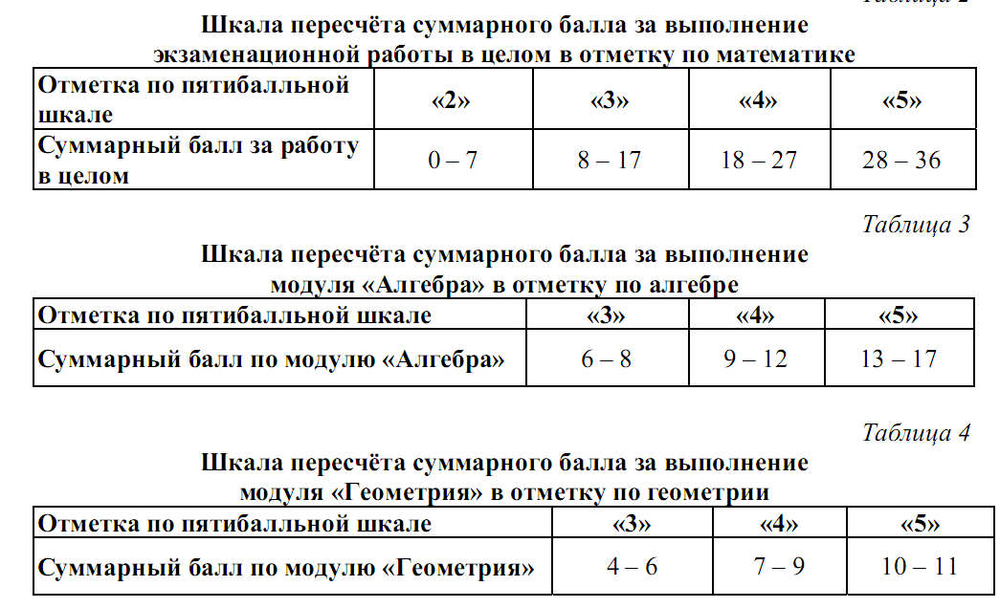 Шкала пересчёта суммарного балла за выполнение
экзаменационной работы в целом в отметку по математике
Отметка по пятибалльной
шкале
«2» «3» «4» «5»
Суммарный балл за работу
в целом
0 – 7 8 – 17 18 – 27 28 – 36
Таблица 3
Шкала пересчёта суммарного балла за выполнение
модуля «Алгебра» в отметку по алгебре
Отметка по пятибалльной шкале «3» «4» «5»
Суммарный балл по модулю «Алгебра» 6 – 8 9 – 12 13 – 17
Таблица 4
Шкала пересчёта суммарного балла за выполнение
модуля «Геометрия» в отметку по геометрии
Отметка по пятибалльной шкале «3» «4» «5»
Суммарный балл по модулю «Геометрия» 4 – 6 7 – 9 10 – 11